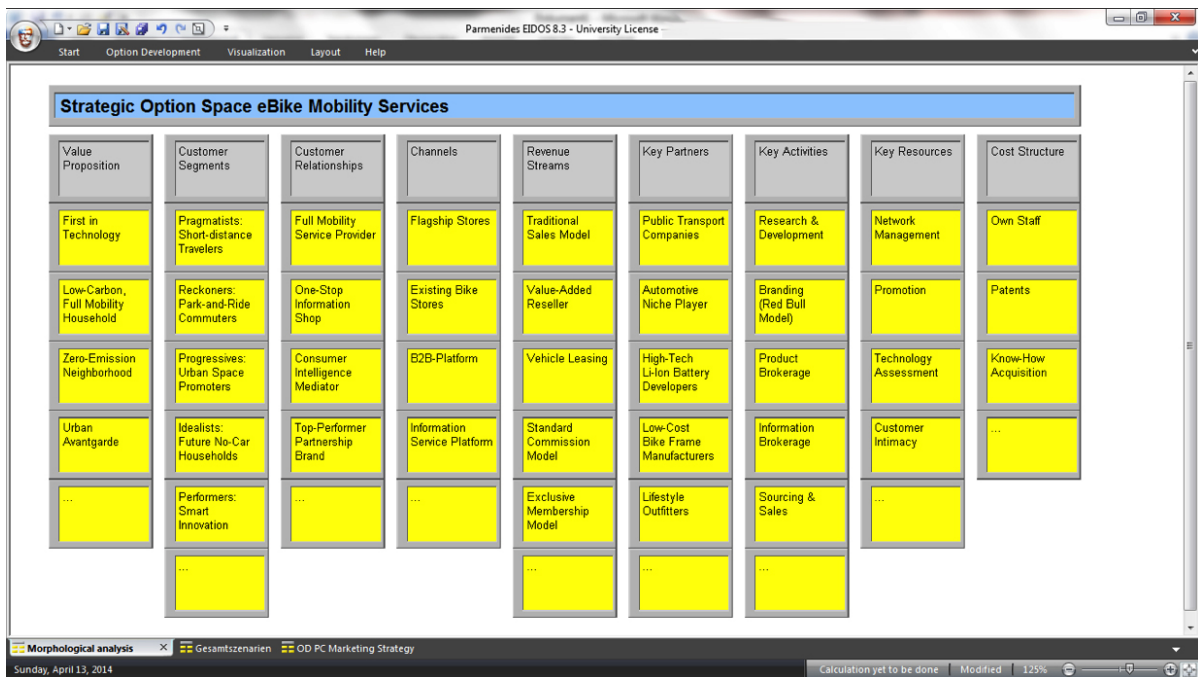 Parmenides EIDOS 8.3 - University License -
Start Option Development Visualization Layout Help
Strategic Option Space eBike Mobility Services
Value
Proposition
First in
Technology
Low-Carbon,
Full Mobility
Household
Zero-Emission
Neighborhood
Urban
Avantgarde
...
Customer
Segments
Pragmatists:
Short-distance
Travelers
Reckoners:
Park-and-Ride
Commuters
Progressives:
Urban Space
Promoters
Idealists:
Future No-Car
Households
Performers:
Smart
Innovation
...
Customer
Relationships
Full Mobility
Service Provider
One-Stop
Information
Shop
Consumer
Intelligence
Mediator
Top-Performer
Partnership
Brand
...
Channels
Flagship Stores
Existing Bike
Stores
B2B-Platform
Information
Service Platform
...
Revenue
Streams
Traditional
Sales Model
Value-Added
Reseller
Vehicle Leasing
Standard
Commission
Model
Exclusive
Membership
Model
...
Key Partners
Public Transport
Companies
Automotive
Niche Player
High-Tech
Li-Ion Battery
Developers
Low-Cost
Bike Frame
Manufacturers
Lifestyle
Outfitters
...
Key Activities
Research &
Development
Branding
(Red Bull
Model)
Product
Brokerage
Information
Brokerage
Sourcing &
Sales
...
Key Resources
Network
Management
Promotion
Technology
Assessment
Customer
Intimacy
...
Cost Structure
Own Staff
Patents
Know-How
Acquisition
...
Morphological analysis Gesamtszenarien OD PC Marketing Strategy
Sunday, April 13, 2014 Calculation yet to be done Modified 125%